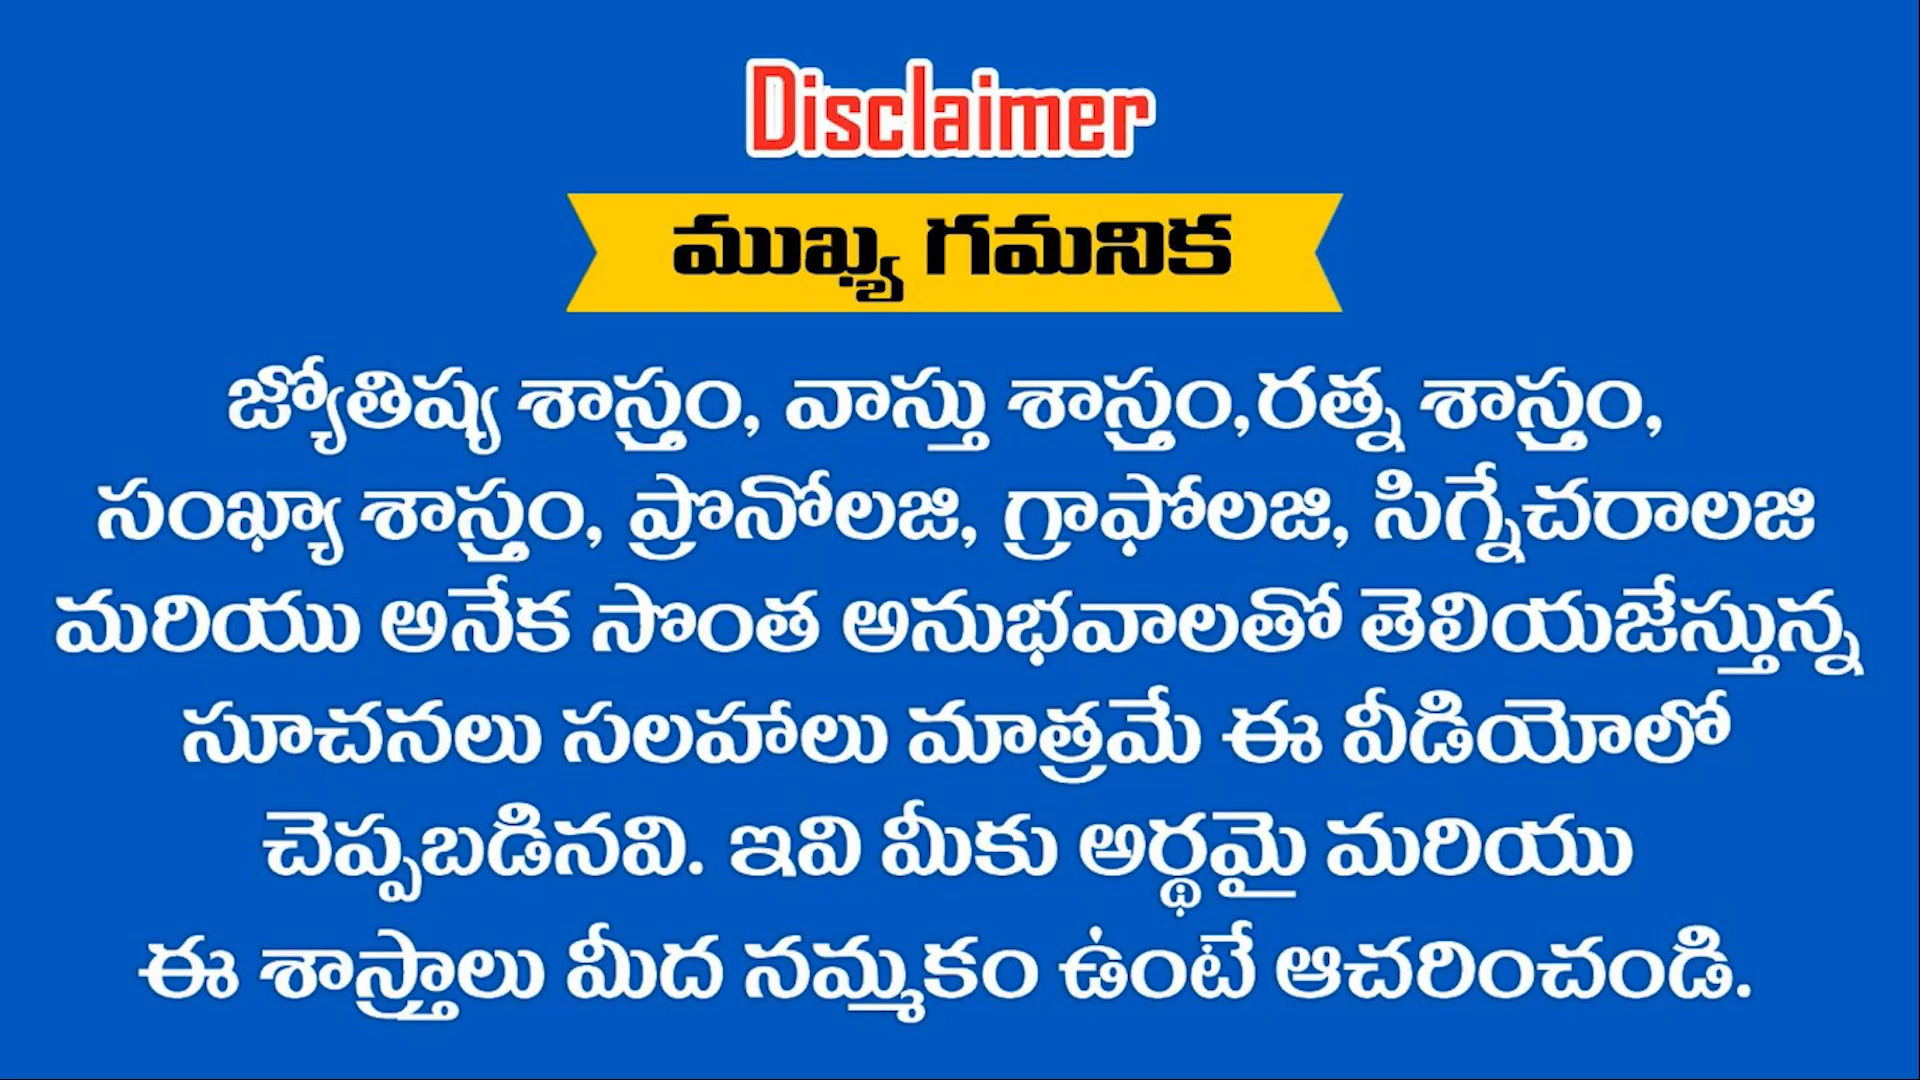 Disclaimer
ముఖ్య గమనిక
జ్యోతిష్య శాస్త్రం, వాస్తు శాస్త్రం,రత్న శాస్త్రం,
సంఖ్యా శాస్త్రం, ప్రొనోలజి, గ్రాఫోలజి, సిగ్నేచరాలజి
మరియు అనేక సొంత అనుభవాలతో తెలియజేస్తున్న
సూచనలు సలహాలు మాత్రమే ఈ వీడియోలో
చెప్పబడినవి. ఇవి మీకు అర్థమై మరియు
ఈ శాస్త్రాలు మీద నమ్మకం ఉంటే ఆచరించండి.